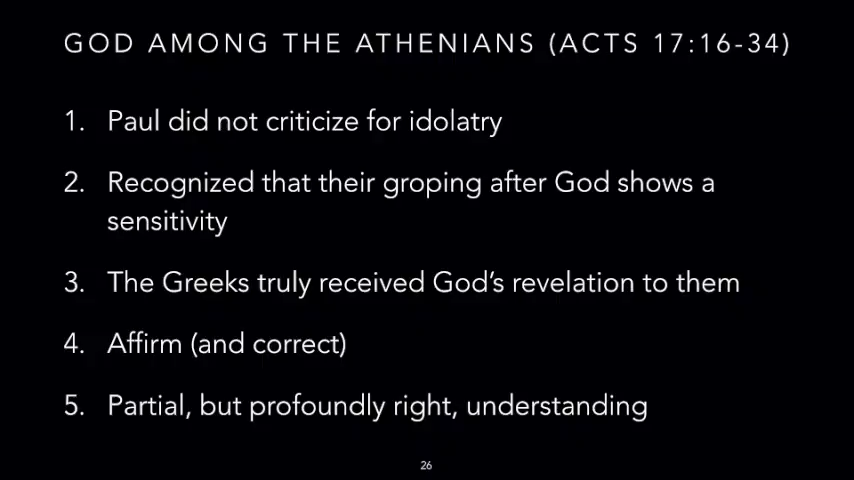 GOD AMONG THE ATHENIANS (ACTS 17:16-34)
1. Paul did not criticize for idolatry
2. Recognized that their groping after God shows a
sensitivity
3. The Greeks truly received God’s revelation to them
4. Affirm (and correct)
5. Partial, but profoundly right, understanding
26